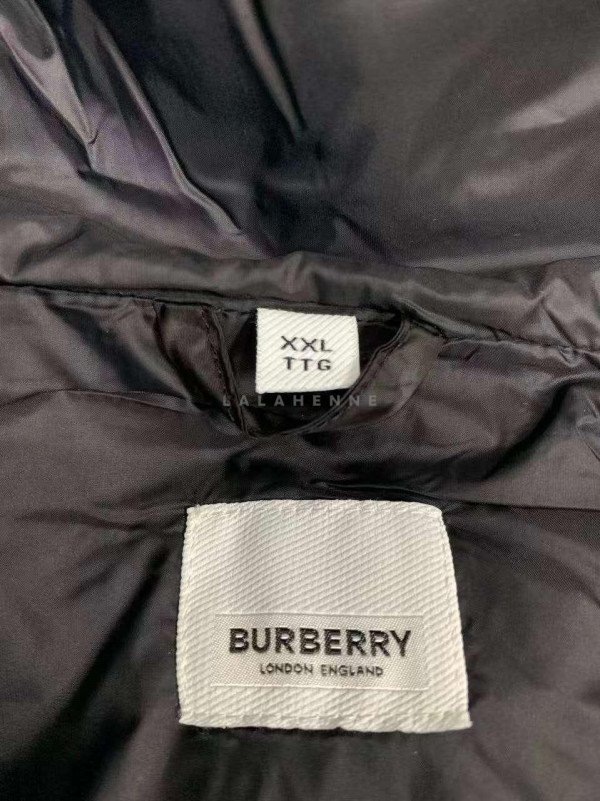 XXL
TTG
LALAHENNE
BURBERRY
LONDON ENGLAND